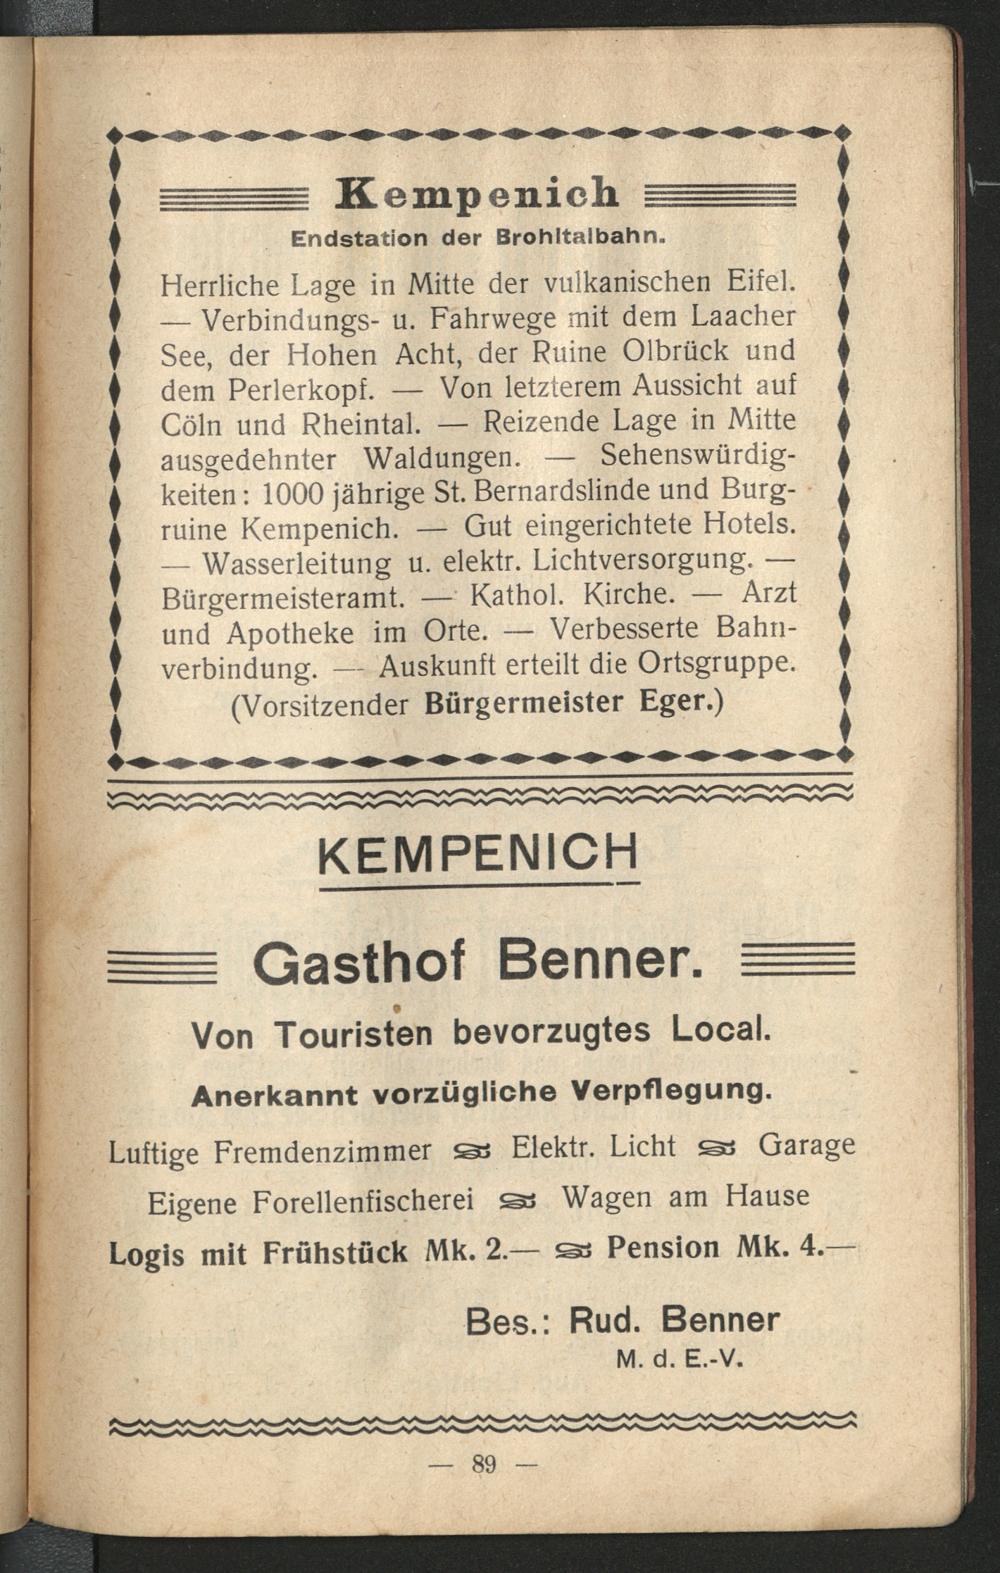 Kempenich
Endstation der Brohltalbahn.
Herrliche Lage in Mitte der vulkanischen Eifel.
— Verbindungs- u. Fahrwege mit dem Laacher
See, der Hohen Acht, der Ruine Olbrück und
dem Perlerkopf. — Von letzterem Aussicht auf
Cöln und Rheintal. — Reizende Lage in Mitte
ausgedehnter Waldungen. — Sehenswürdig-
keiten: 1000 jährige St. Bernardslinde und Burg-
ruine Kempenich. — Gut eingerichtete Hotels.
— Wasserleitung u. elektr. Lichtversorgung. —
Bürgermeisteramt. — Kathol. Kirche. — Arzt
und Apotheke im Orte. — Verbesserte Bahn-
verbindung. — Auskunft erteilt die Ortsgruppe.
(Vorsitzender Bürgermeister Eger.)
KEMPENICH
Gasthof Benner.
Von Touristen bevorzugtes Local.
Anerkannt vorzügliche Verpflegung.
Luftige Fremdenzimmer Elektr. Licht Garage
Eigene Forellenfischerei Wagen am Hause
Logis mit Frühstück Mk. 2.— Pension Mk. 4.—
Bes.: Rud. Benner
M. d. E.-V.
— 89 —